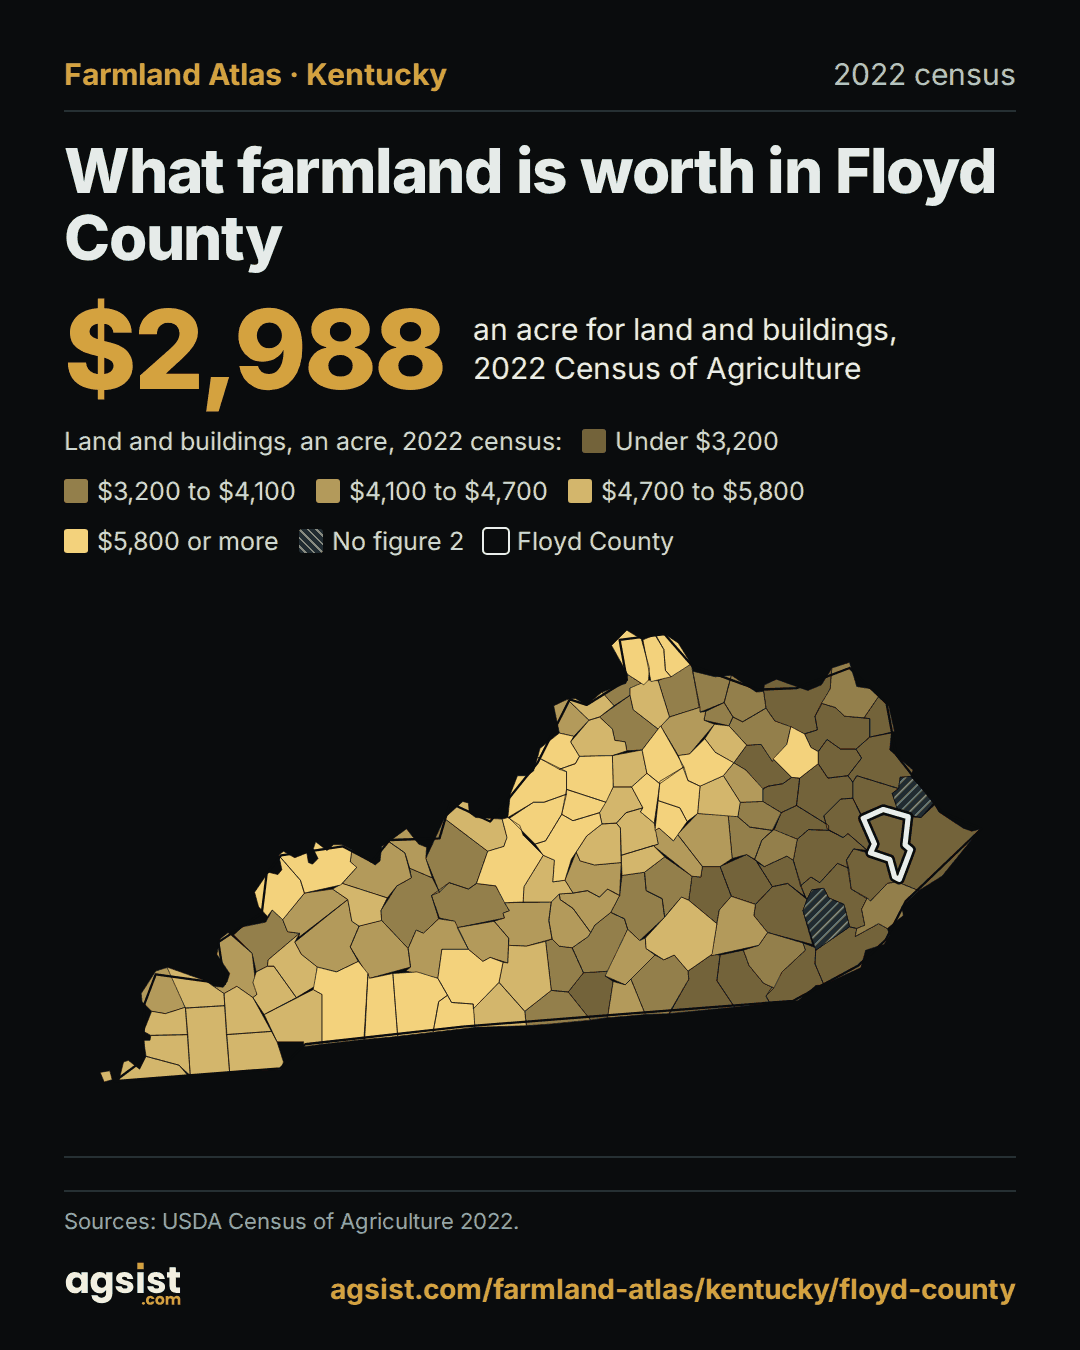 Farmland Atlas · Kentucky
2022 census
What farmland is worth in Floyd
County
$2,988
an acre for land and buildings,
2022 Census of Agriculture
Land and buildings, an acre, 2022 census: Under $3,200
$3,200 to $4,100 $4,100 to $4,700 $4,700 to $5,800
$5,800 or more No figure 2 Floyd County
Sources: USDA Census of Agriculture 2022.
agsist
.com
agsist.com/farmland-atlas/kentucky/floyd-county